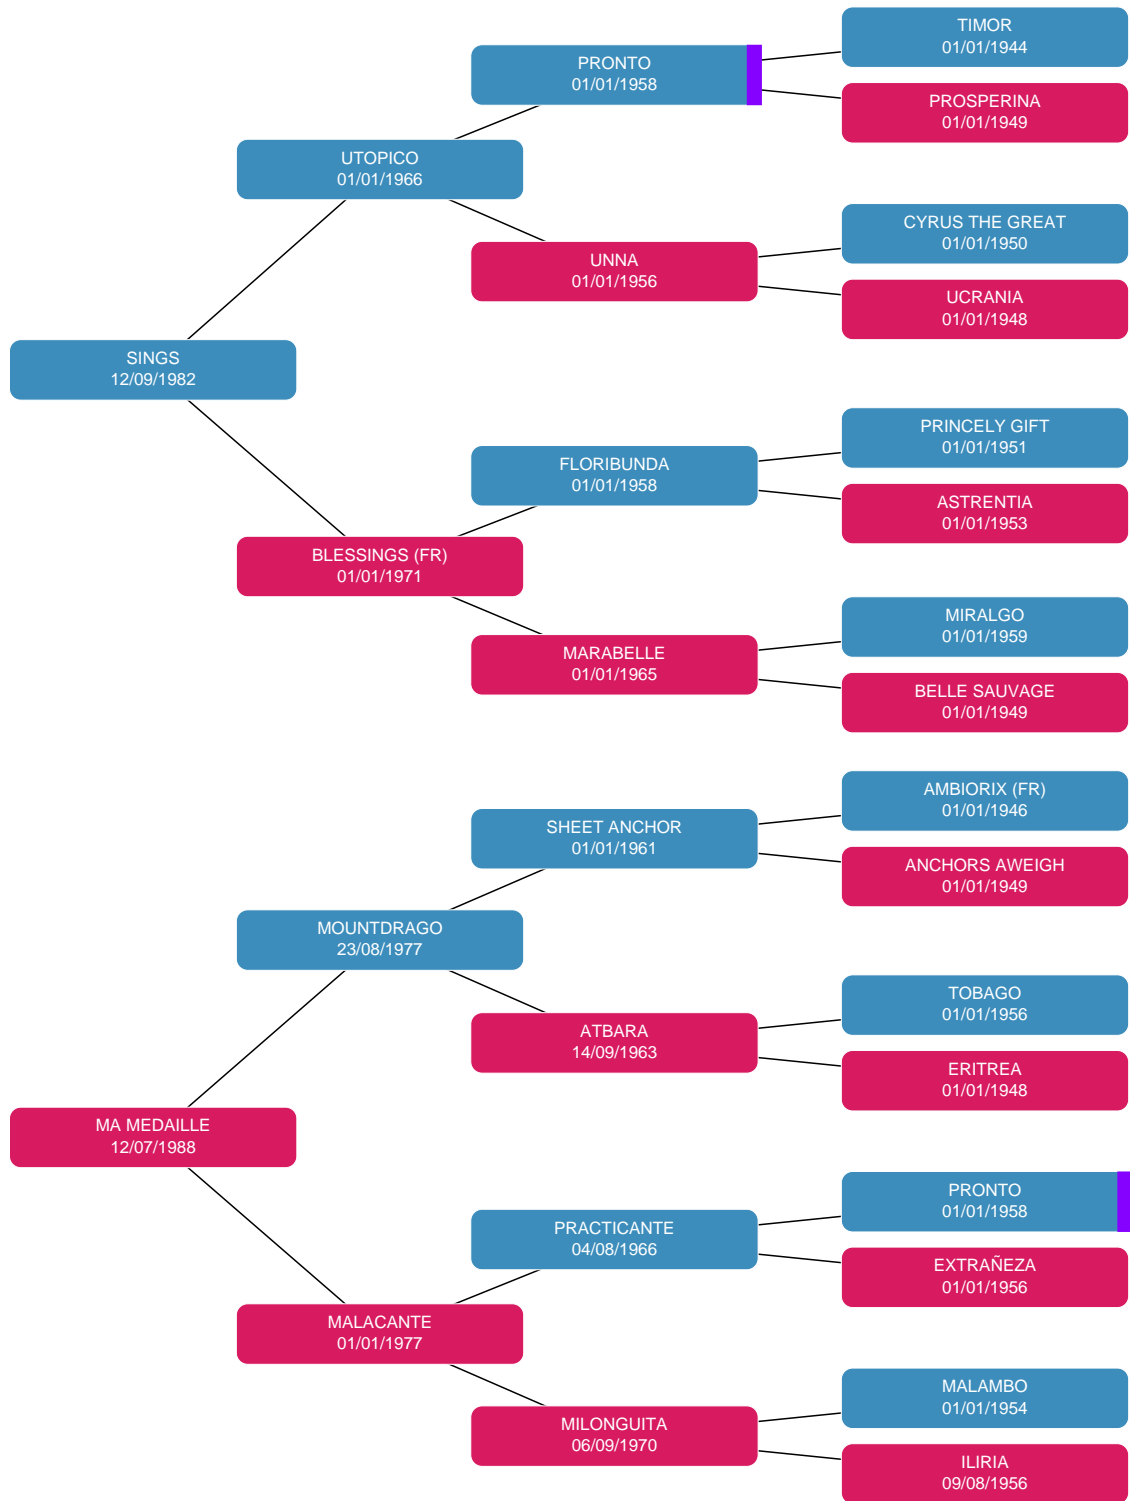 TIMOR
01/01/1944
PRONTO
01/01/1958
PROSPERINA
01/01/1949
UTOPICO
01/01/1966
CYRUS THE GREAT
01/01/1950
UNNA
01/01/1956
UCRANIA
01/01/1948
SINGS
12/09/1982
PRINCELY GIFT
01/01/1951
FLORIBUNDA
01/01/1958
ASTRENTIA
01/01/1953
BLESSINGS (FR)
01/01/1971
MIRALGO
01/01/1959
MARABELLE
01/01/1965
BELLE SAUVAGE
01/01/1949
AMBIORIX (FR)
01/01/1946
SHEET ANCHOR
01/01/1961
ANCHORS AWEIGH
01/01/1949
MOUNTDRAGO
23/08/1977
TOBAGO
01/01/1956
ATBARA
14/09/1963
ERITREA
01/01/1948
MA MEDAILLE
12/07/1988
PRONTO
01/01/1958
PRACTICANTE
04/08/1966
EXTRAÑEZA
01/01/1956
MALACANTE
01/01/1977
MALAMBO
01/01/1954
MILONGUITA
06/09/1970
ILIRIA
09/08/1956